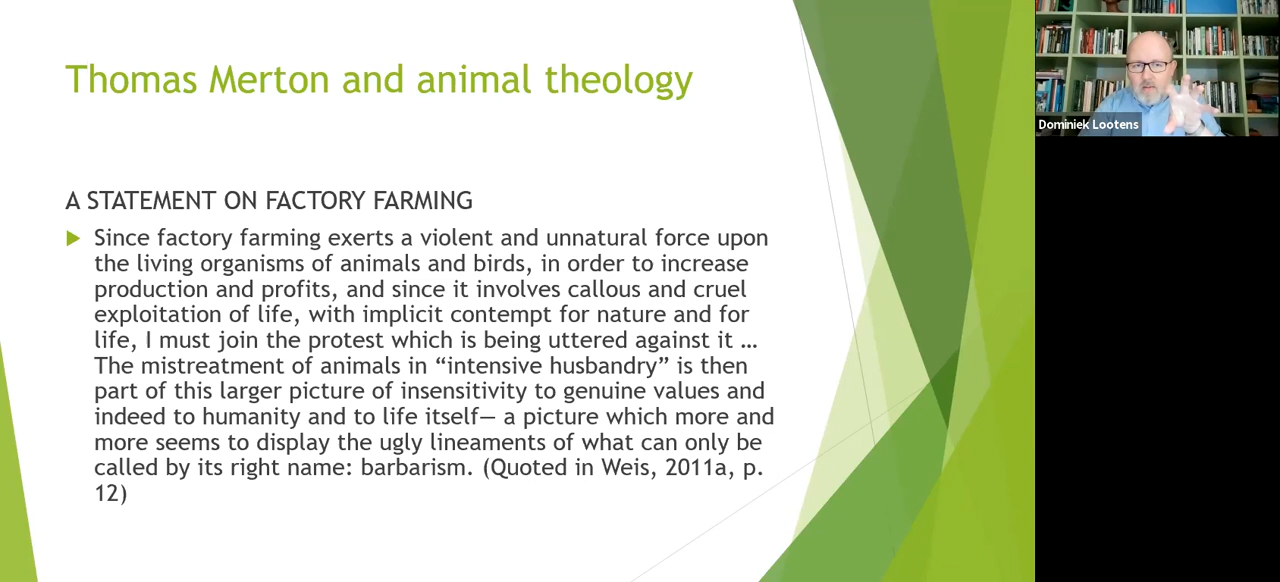 Thomas Merton and animal theology
A STATEMENT ON FACTORY FARMING
Since factory farming exerts a violent and unnatural force upon
the living organisms of animals and birds, in order to increase
production and profits, and since it involves callous and cruel
exploitation of life, with implicit contempt for nature and for
life, I must join the protest which is being uttered against it …
The mistreatment of animals in “intensive husbandry” is then
part of this larger picture of insensitivity to genuine values and
indeed to humanity and to life itself— a picture which more and
more seems to display the ugly lineaments of what can only be
called by its right name: barbarism. (Quoted in Weis, 2011a, p.
12)
Dominiek Lootens